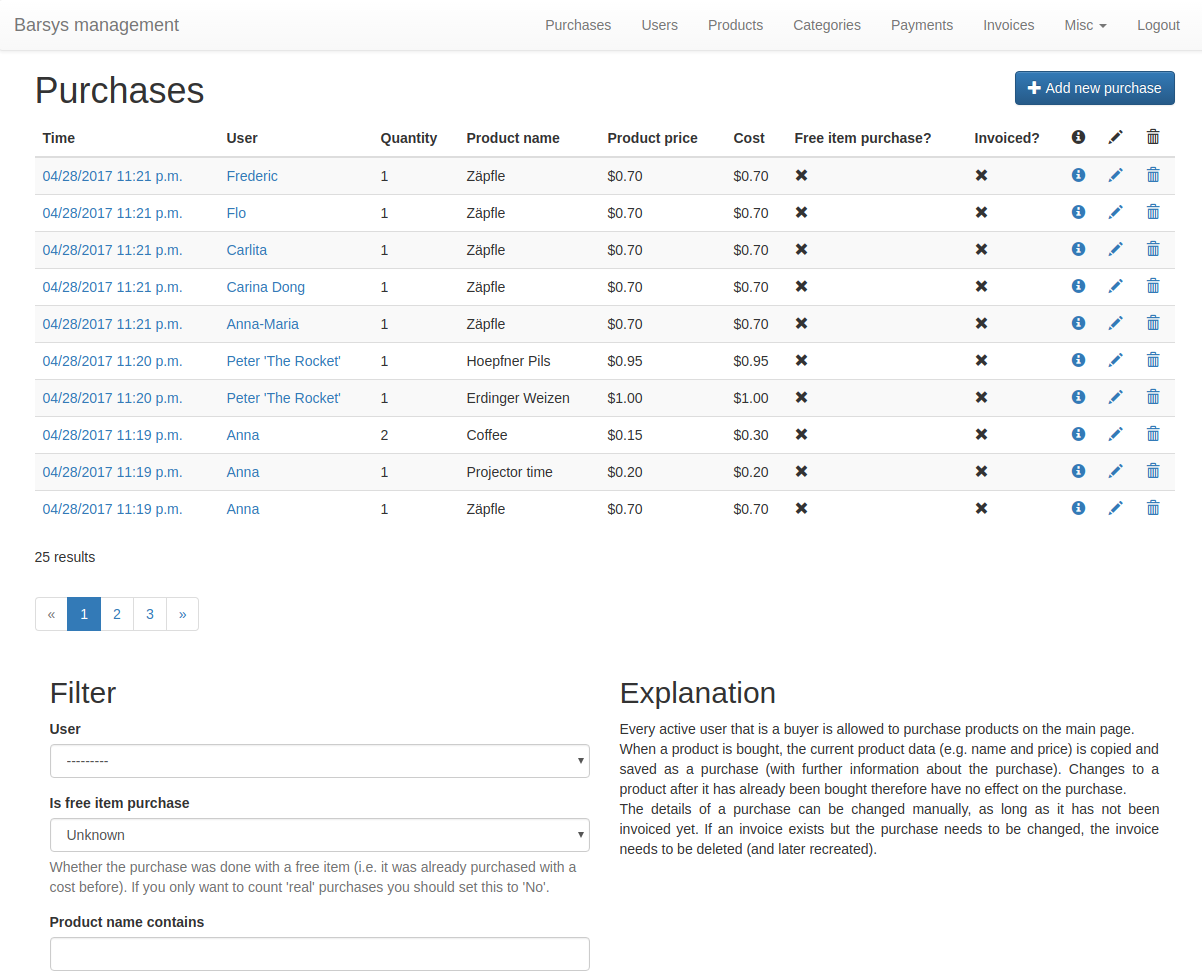 Barsys management Purchases Users Products Categories Payments Invoices Misc Logout
Purchases
Add new purchase
Time User Quantity Product name Product price Cost Free item purchase? Invoiced?
04/28/2017 11:21 p.m. Frederic 1 Zäpfle $0.70 $0.70
04/28/2017 11:21 p.m. Flo 1 Zäpfle $0.70 $0.70
04/28/2017 11:21 p.m. Carlita 1 Zäpfle $0.70 $0.70
04/28/2017 11:21 p.m. Carina Dong 1 Zäpfle $0.70 $0.70
04/28/2017 11:21 p.m. Anna-Maria 1 Zäpfle $0.70 $0.70
04/28/2017 11:20 p.m. Peter 'The Rocket' 1 Hoepfner Pils $0.95 $0.95
04/28/2017 11:20 p.m. Peter 'The Rocket' 1 Erdinger Weizen $1.00 $1.00
04/28/2017 11:19 p.m. Anna 2 Coffee $0.15 $0.30
04/28/2017 11:19 p.m. Anna 1 Projector time $0.20 $0.20
04/28/2017 11:19 p.m. Anna 1 Zäpfle $0.70 $0.70
25 results
« 1 2 3 »
Filter
User
---------
Is free item purchase
Unknown
Whether the purchase was done with a free item (i.e. it was already purchased with a
cost before). If you only want to count 'real' purchases you should set this to 'No'.
Product name contains
Explanation
Every active user that is a buyer is allowed to purchase products on the main page.
When a product is bought, the current product data (e.g. name and price) is copied and
saved as a purchase (with further information about the purchase). Changes to a
product after it has already been bought therefore have no effect on the purchase.
The details of a purchase can be changed manually, as long as it has not been
invoiced yet. If an invoice exists but the purchase needs to be changed, the invoice
needs to be deleted (and later recreated).